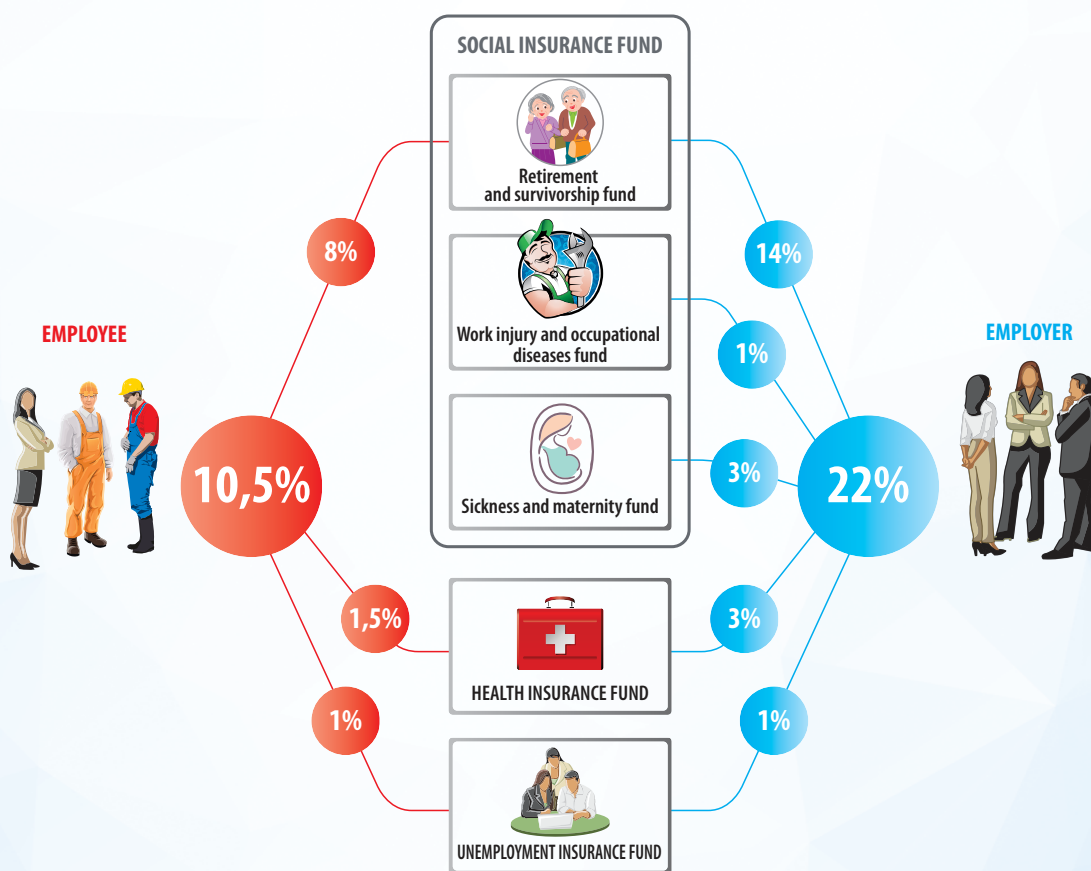 SOCIAL INSURANCE FUND
Retirement
and survivorship fund
8%
14%
Work injury and occupational
diseases fund
1%
EMPLOYEE
EMPLOYER
10,5%
Sickness and maternity fund
3%
22%
1,5%
HEALTH INSURANCE FUND
3%
1%
UNEMPLOYMENT INSURANCE FUND
1%